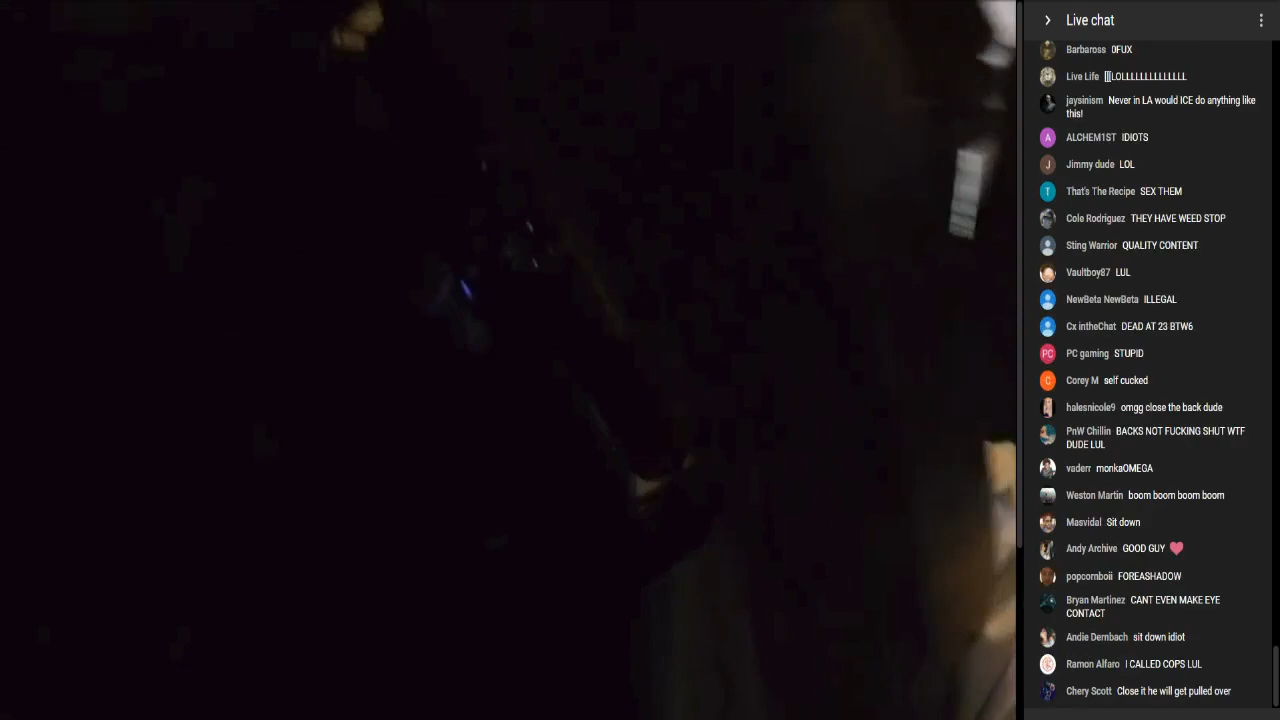 Live chat
Barbaross 0FUX
Live Life [[[LOLLLLLLLLLLLLL
jaysinism Never in LA would ICE do anything like
this!
A ALCHEM1ST IDIOTS
J Jimmy dude LOL
T That's The Recipe SEX THEM
Cole Rodriguez THEY HAVE WEED STOP
Sting Warrior QUALITY CONTENT
Vaultboy87 LUL
NewBeta NewBeta ILLEGAL
Cx intheChat DEAD AT 23 BTW6
PC PC gaming STUPID
C Corey M self cucked
halesnicole9 omgg close the back dude
PnW Chillin BACKS NOT FUCKING SHUT WTF
DUDE LUL
vaderr monkaOMEGA
Weston Martin boom boom boom boom
Masvidal Sit down
Andy Archive GOOD GUY
popcornboii FOREASHADOW
Bryan Martinez CANT EVEN MAKE EYE
CONTACT
Andie Dembach sit down idiot
Ramon Alfaro I CALLED COPS LUL
Chery Scott Close it he will get pulled over